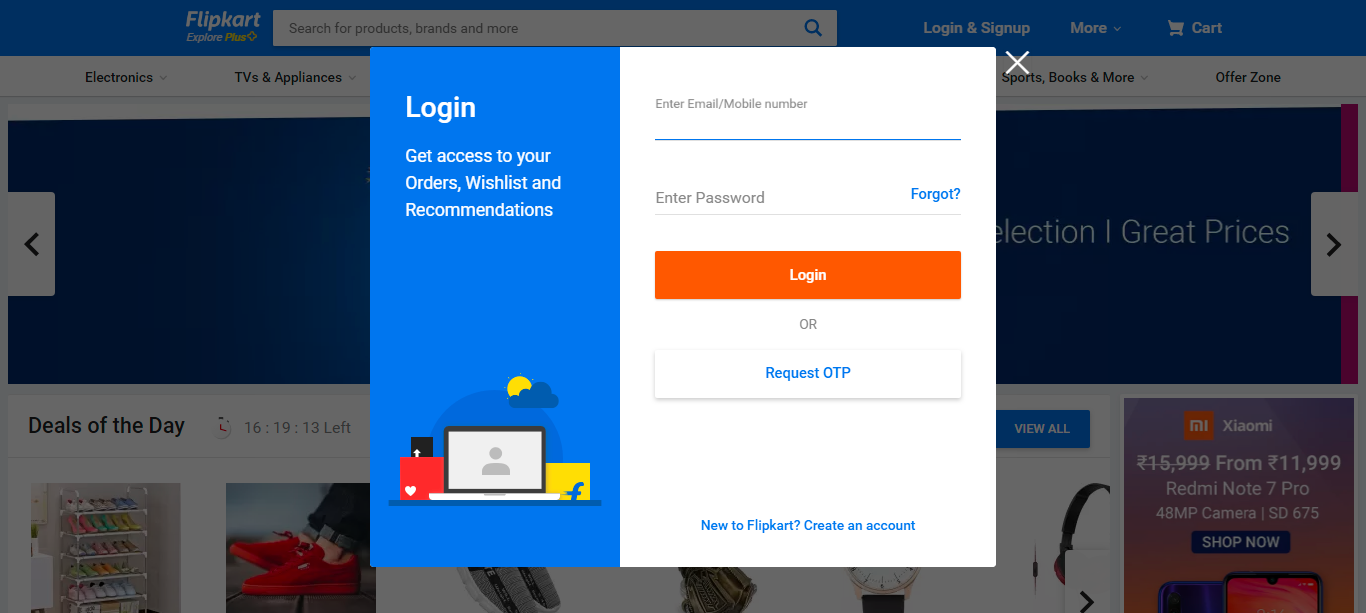 Flipkart
Explore Plus
Search for products, brands and more
Login & Signup
More
Cart
Electronics
TVs & Appliances
Sports, Books & More
Offer Zone
Login
Get access to your
Orders, Wishlist and
Recommendations
Enter Email/Mobile number
Enter Password
Forgot?
Login
OR
Request OTP
New to Flipkart? Create an account
election I Great Prices
Deals of the Day
16 : 19 : 13 Left
VIEW ALL
mi Xiaomi
₹15,999 From ₹11,999
Redmi Note 7 Pro
48MP Camera | SD 675
SHOP NOW